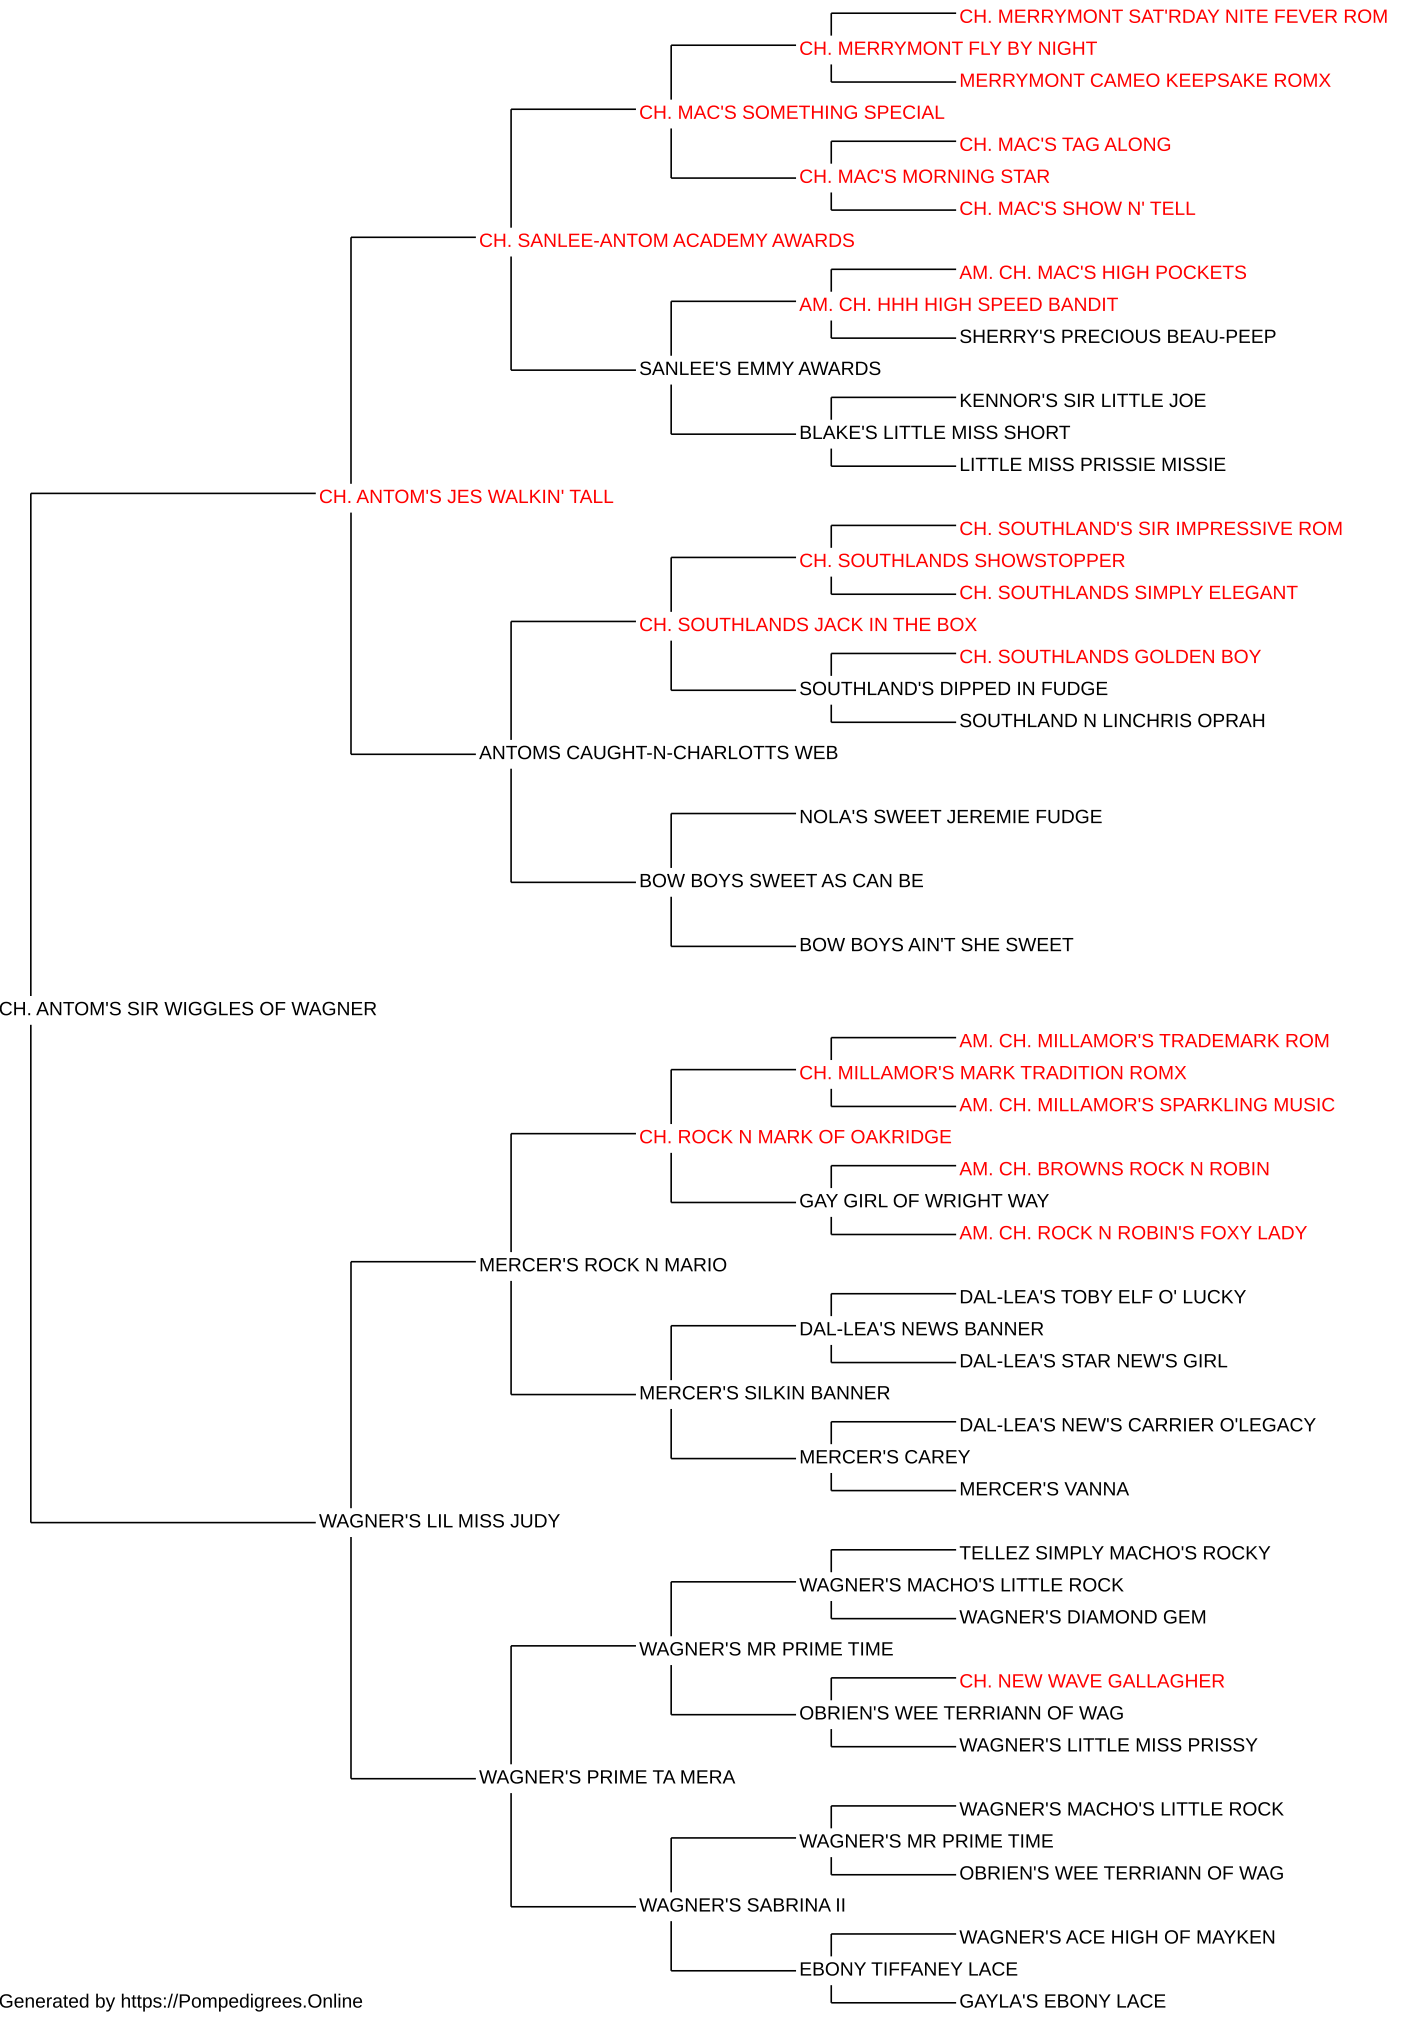 CH. MERRYMONT SAT'RDAY NITE FEVER ROM
CH. MERRYMONT FLY BY NIGHT
MERRYMONT CAMEO KEEPSAKE ROMX
CH. MAC'S SOMETHING SPECIAL
CH. MAC'S TAG ALONG
CH. MAC'S MORNING STAR
CH. MAC'S SHOW N' TELL
CH. SANLEE-ANTOM ACADEMY AWARDS
AM. CH. MAC'S HIGH POCKETS
AM. CH. HHH HIGH SPEED BANDIT
SHERRY'S PRECIOUS BEAU-PEEP
SANLEE'S EMMY AWARDS
KENNOR'S SIR LITTLE JOE
BLAKE'S LITTLE MISS SHORT
LITTLE MISS PRISSIE MISSIE
CH. ANTOM'S JES WALKIN' TALL
CH. SOUTHLAND'S SIR IMPRESSIVE ROM
CH. SOUTHLANDS SHOWSTOPPER
CH. SOUTHLANDS SIMPLY ELEGANT
CH. SOUTHLANDS JACK IN THE BOX
CH. SOUTHLANDS GOLDEN BOY
SOUTHLAND'S DIPPED IN FUDGE
SOUTHLAND N LINCHRIS OPRAH
ANTOMS CAUGHT-N-CHARLOTTS WEB
NOLA'S SWEET JEREMIE FUDGE
BOW BOYS SWEET AS CAN BE
BOW BOYS AIN'T SHE SWEET
CH. ANTOM'S SIR WIGGLES OF WAGNER
AM. CH. MILLAMOR'S TRADEMARK ROM
CH. MILLAMOR'S MARK TRADITION ROMX
AM. CH. MILLAMOR'S SPARKLING MUSIC
CH. ROCK N MARK OF OAKRIDGE
AM. CH. BROWNS ROCK N ROBIN
GAY GIRL OF WRIGHT WAY
AM. CH. ROCK N ROBIN'S FOXY LADY
MERCER'S ROCK N MARIO
DAL-LEA'S TOBY ELF O' LUCKY
DAL-LEA'S NEWS BANNER
DAL-LEA'S STAR NEW'S GIRL
MERCER'S SILKIN BANNER
DAL-LEA'S NEW'S CARRIER O'LEGACY
MERCER'S CAREY
MERCER'S VANNA
WAGNER'S LIL MISS JUDY
TELLEZ SIMPLY MACHO'S ROCKY
WAGNER'S MACHO'S LITTLE ROCK
WAGNER'S DIAMOND GEM
WAGNER'S MR PRIME TIME
CH. NEW WAVE GALLAGHER
OBRIEN'S WEE TERRIANN OF WAG
WAGNER'S LITTLE MISS PRISSY
WAGNER'S PRIME TA MERA
WAGNER'S MACHO'S LITTLE ROCK
WAGNER'S MR PRIME TIME
OBRIEN'S WEE TERRIANN OF WAG
WAGNER'S SABRINA II
WAGNER'S ACE HIGH OF MAYKEN
EBONY TIFFANEY LACE
GAYLA'S EBONY LACE
Generated by https://Pompedigrees.Online